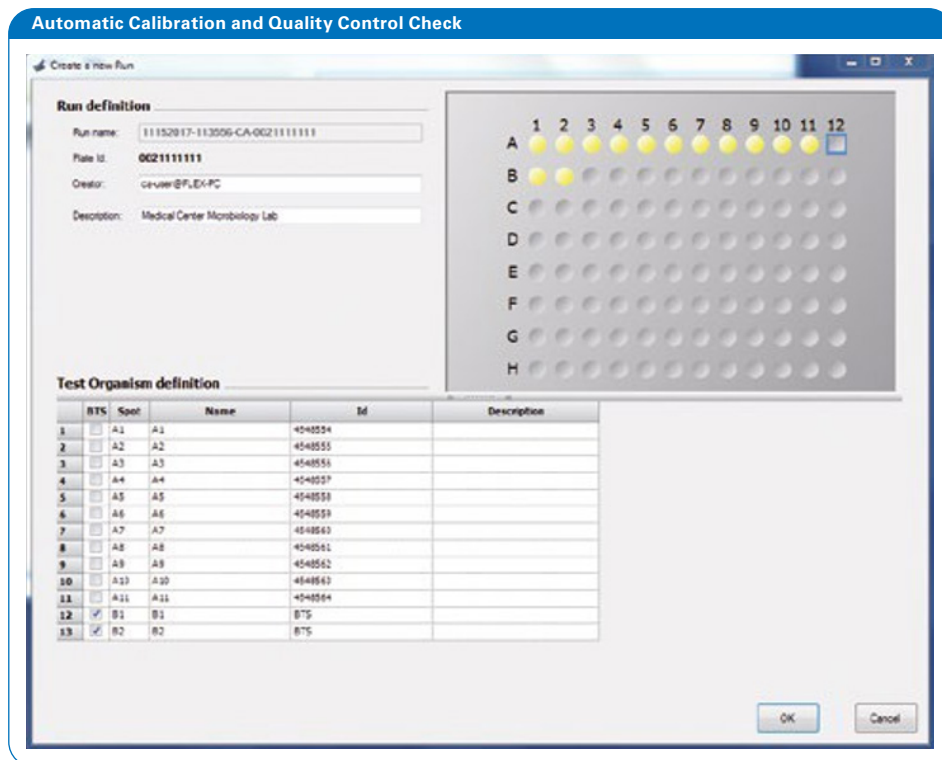 Automatic Calibration and Quality Control Check
Create a new Run
Run definition
Run name: 11152017-113556-CA-0021111111
Plate Id: 0021111111
Creator: ca-user@FLEX-PC
Description: Medical Center Microbiology Lab
1 2 3 4 5 6 7 8 9 10 11 12
A
B
C
D
E
F
G
H
Test Organism definition
BTS Spot Name Id Description
1 A1 A1 4548554
2 A2 A2 4548555
3 A3 A3 4548556
4 A4 A4 4548557
5 A5 A5 4548558
6 A6 A6 4548559
7 A7 A7 4548560
8 A8 A8 4548561
9 A9 A9 4548562
10 A10 A10 4548563
11 A11 A11 4548564
12 B1 B1 BTS
13 B2 B2 BTS
OK Cancel